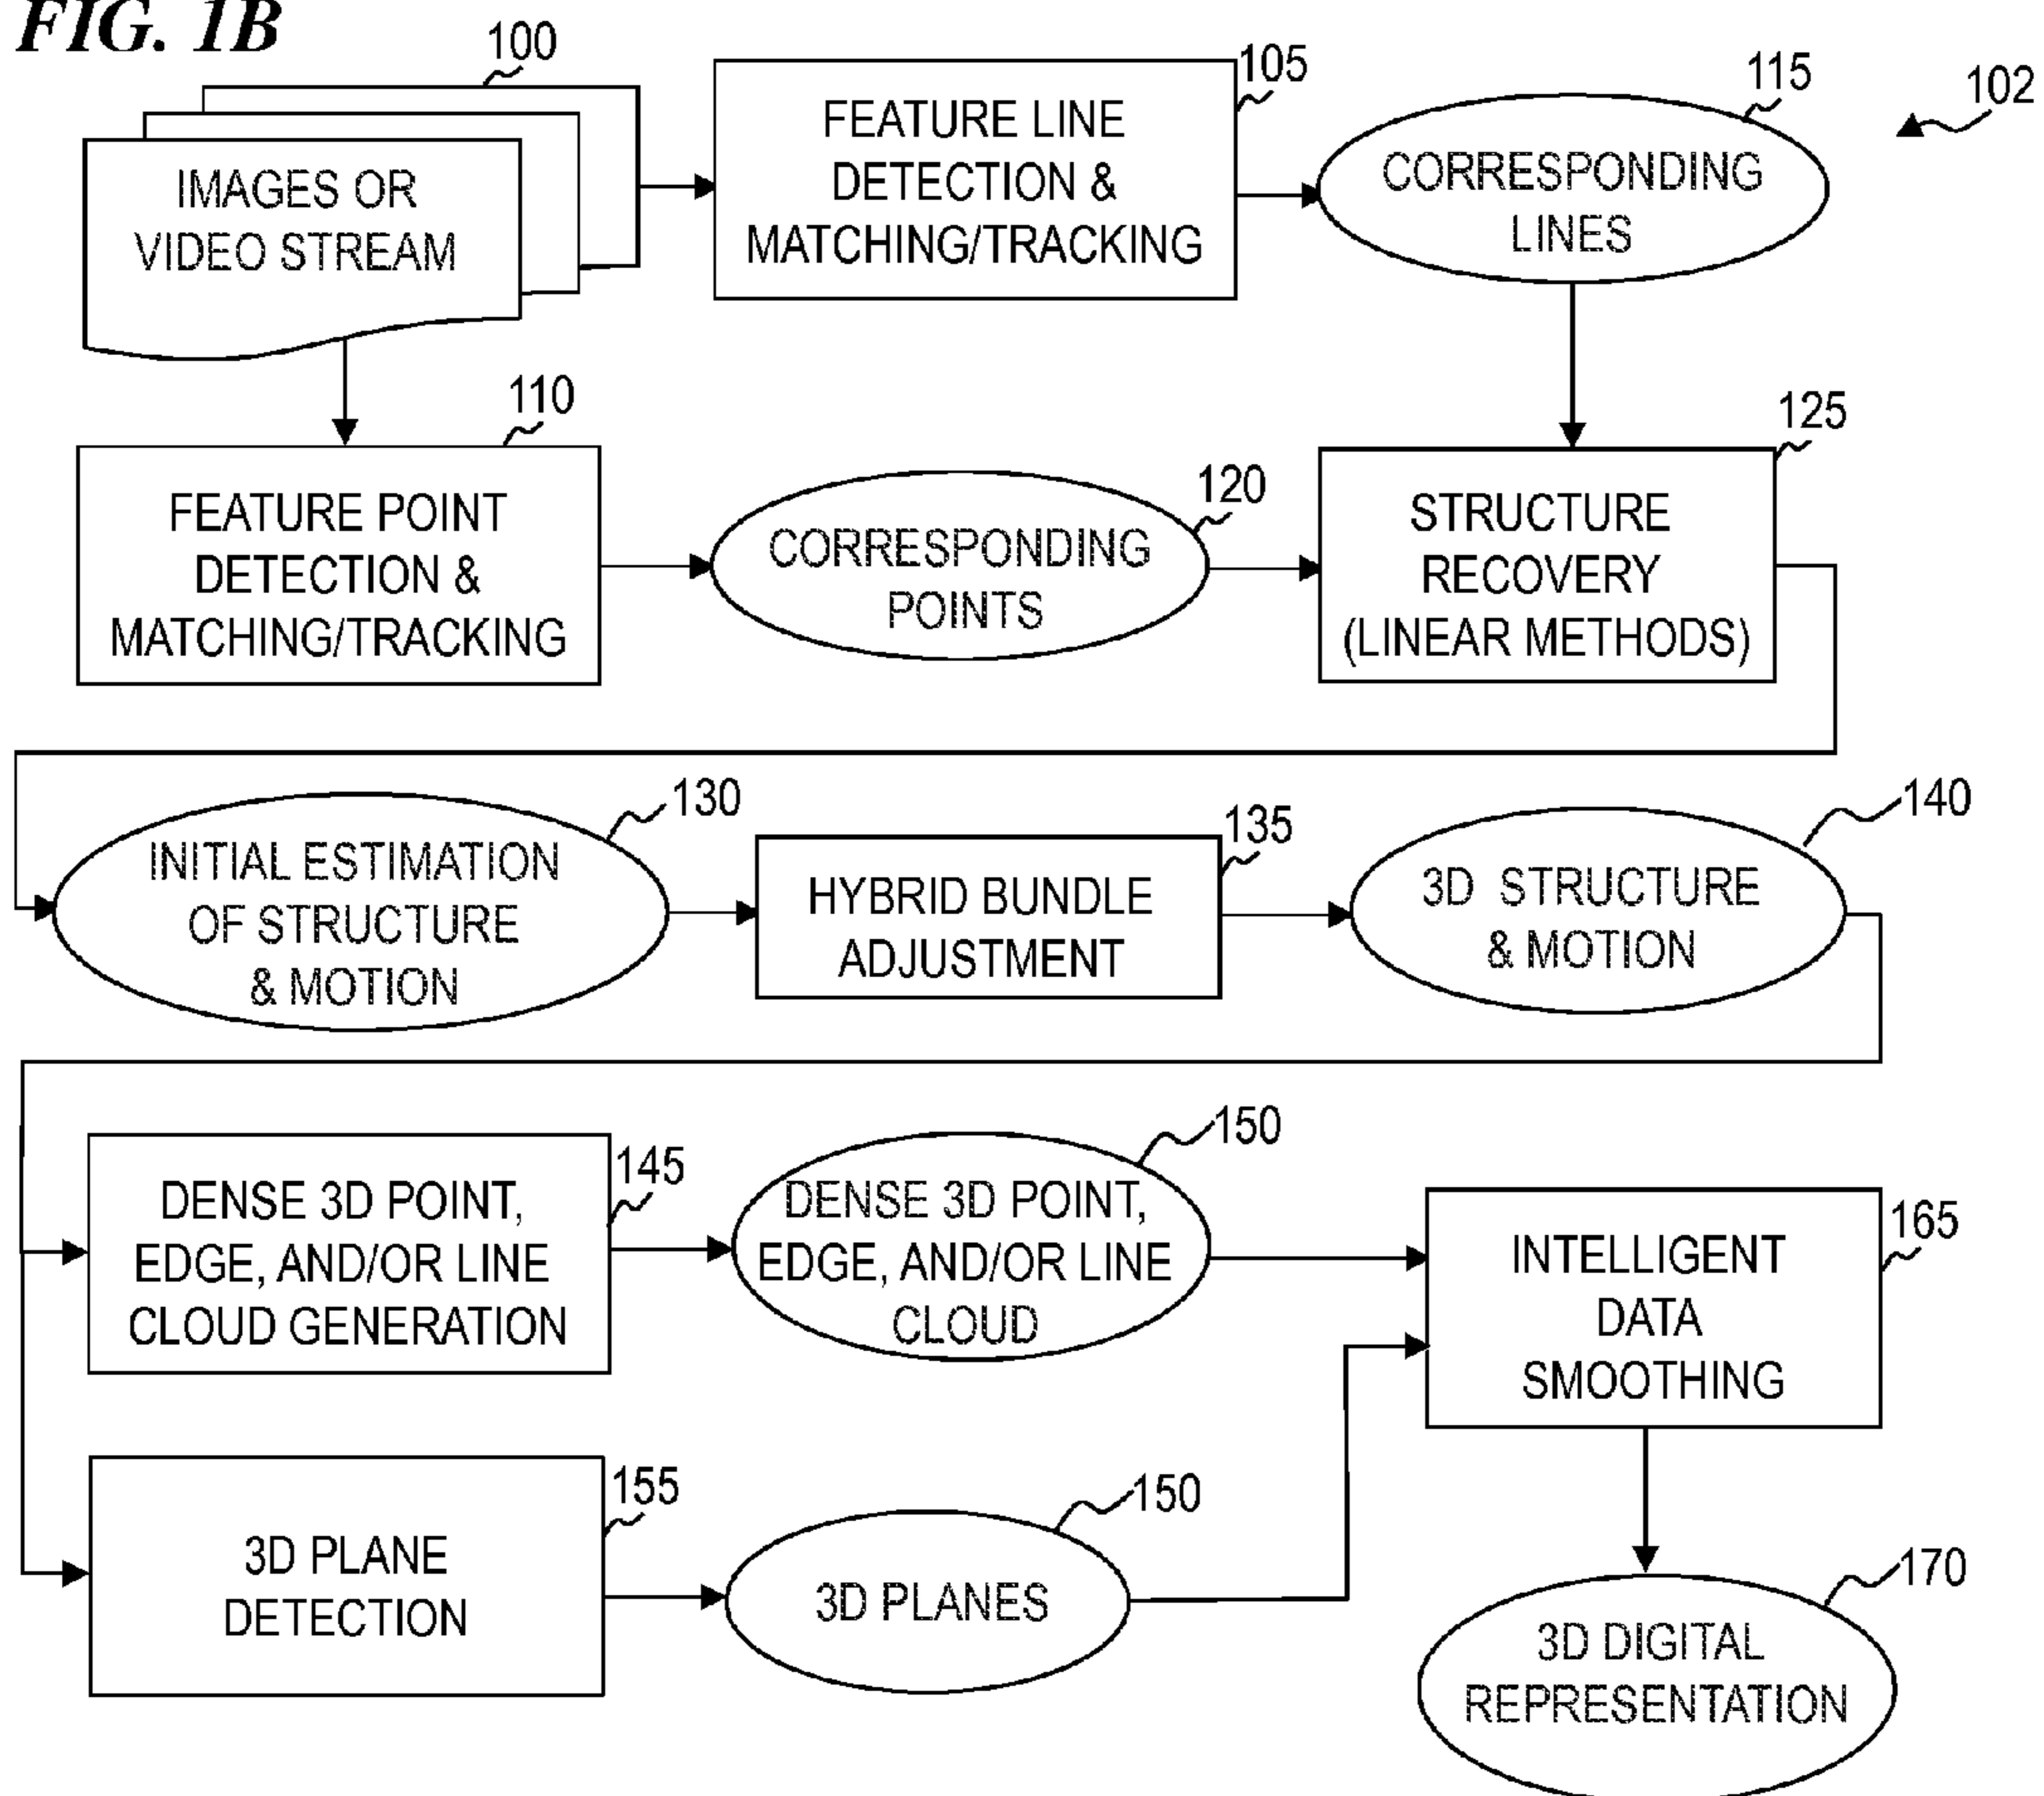 FIG. 1B
100
IMAGES OR
VIDEO STREAM
105
FEATURE LINE
DETECTION &
MATCHING/TRACKING
115
CORRESPONDING
LINES
102
110
FEATURE POINT
DETECTION &
MATCHING/TRACKING
120
CORRESPONDING
POINTS
125
STRUCTURE
RECOVERY
(LINEAR METHODS)
130
INITIAL ESTIMATION
OF STRUCTURE
& MOTION
135
HYBRID BUNDLE
ADJUSTMENT
140
3D STRUCTURE
& MOTION
145
DENSE 3D POINT,
EDGE, AND/OR LINE
CLOUD GENERATION
150
DENSE 3D POINT,
EDGE, AND/OR LINE
CLOUD
165
INTELLIGENT
DATA
SMOOTHING
155
3D PLANE
DETECTION
150
3D PLANES
170
3D DIGITAL
REPRESENTATION